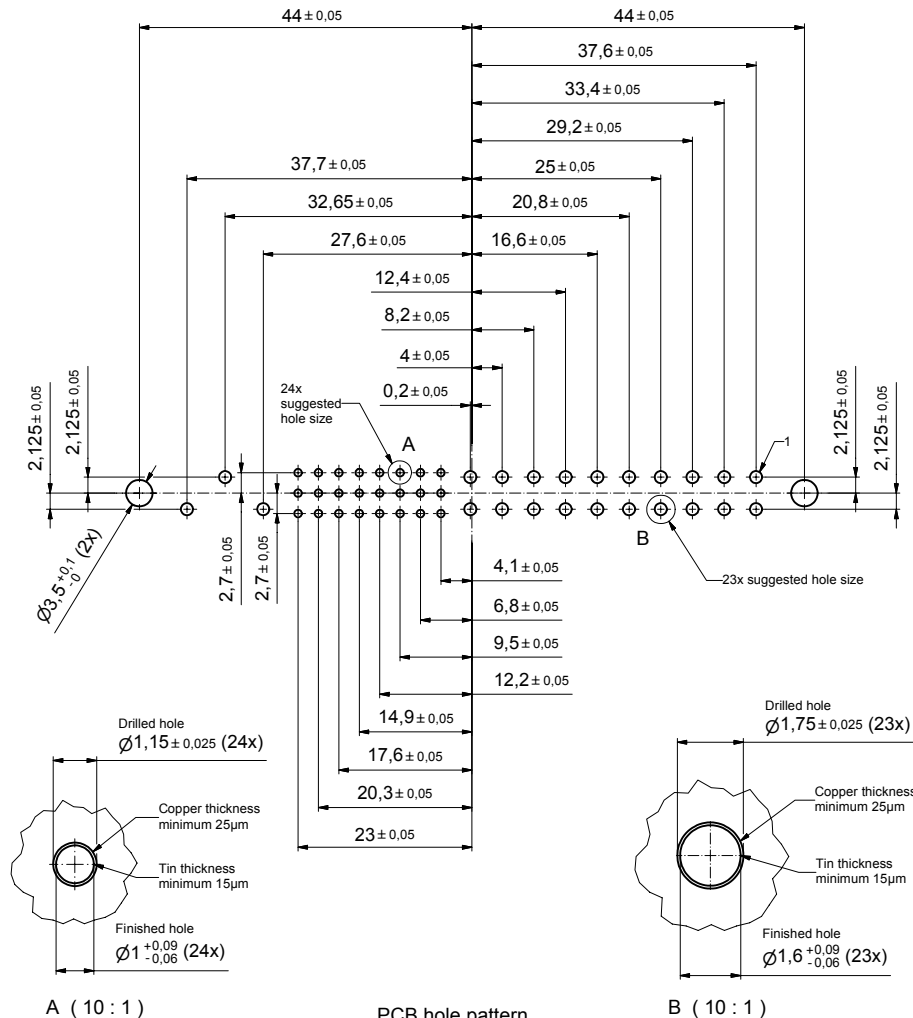 44 ± 0,05 44 ± 0,05
37,6 ± 0,05
33,4 ± 0,05
29,2 ± 0,05
37,7 ± 0,05 25 ± 0,05
32,65 ± 0,05 20,8 ± 0,05
27,6 ± 0,05 16,6 ± 0,05
12,4 ± 0,05
8,2 ± 0,05
4 ± 0,05
0,2 ± 0,05
24x
suggested
hole size
A
2,125 ± 0,05
2,125 ± 0,05
2,125 ± 0,05
2,125 ± 0,05
1
B
23x suggested hole size
Ø3,5 +0,1 -0 (2x)
2,7 ± 0,05
2,7 ± 0,05
4,1 ± 0,05
6,8 ± 0,05
9,5 ± 0,05
12,2 ± 0,05
14,9 ± 0,05
17,6 ± 0,05
20,3 ± 0,05
23 ± 0,05
Drilled hole
Ø1,15 ± 0,025 (24x)
Copper thickness
minimum 25µm
Tin thickness
minimum 15µm
Finished hole
Ø1 +0,09 -0,06 (24x)
A ( 10 : 1 )
PCB hole pattern
Drilled hole
Ø1,75 ± 0,025 (23x)
Copper thickness
minimum 25µm
Tin thickness
minimum 15µm
Finished hole
Ø1,6 +0,09 -0,06 (23x)
B ( 10 : 1 )